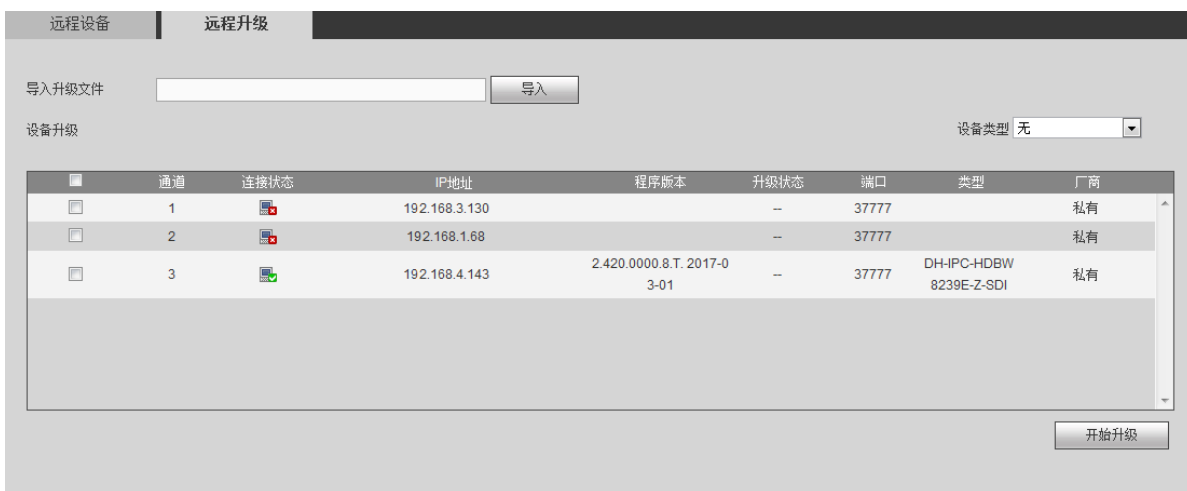 远程设备 远程升级
导入升级文件 导入
设备升级 设备类型 无
通道 连接状态 IP地址 程序版本 升级状态 端口 类型 厂商
1 192.168.3.130 -- 37777 私有
2 192.168.1.68 -- 37777 私有
3 192.168.4.143 2.420.0000.8.T. 2017-0 -- 37777 DH-IPC-HDBW 私有
3-01 8239E-Z-SDI
开始升级